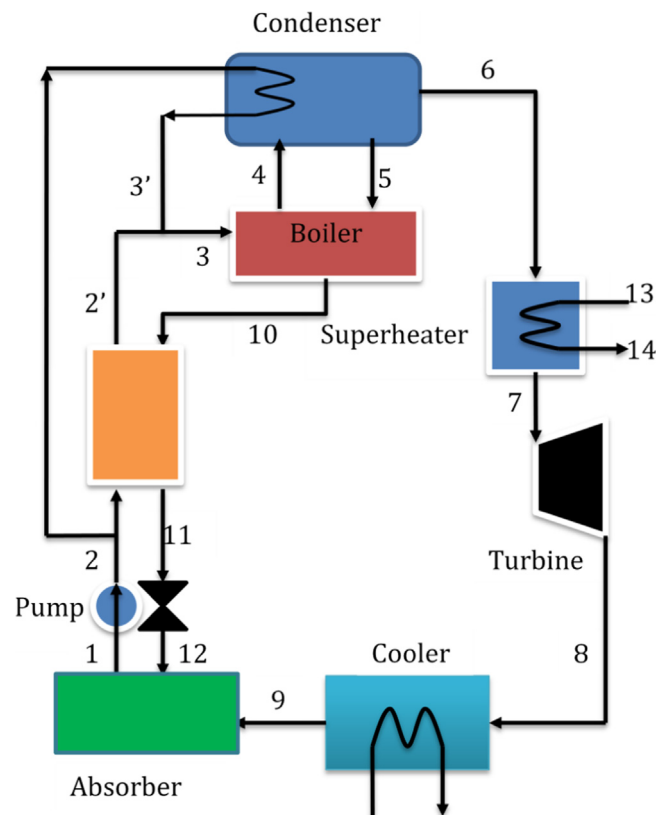 Condenser
6
3’
4
5
Boiler
3
2’
10
Superheater
13
14
7
11
2
Turbine
Pump
1
12
Cooler
8
9
Absorber